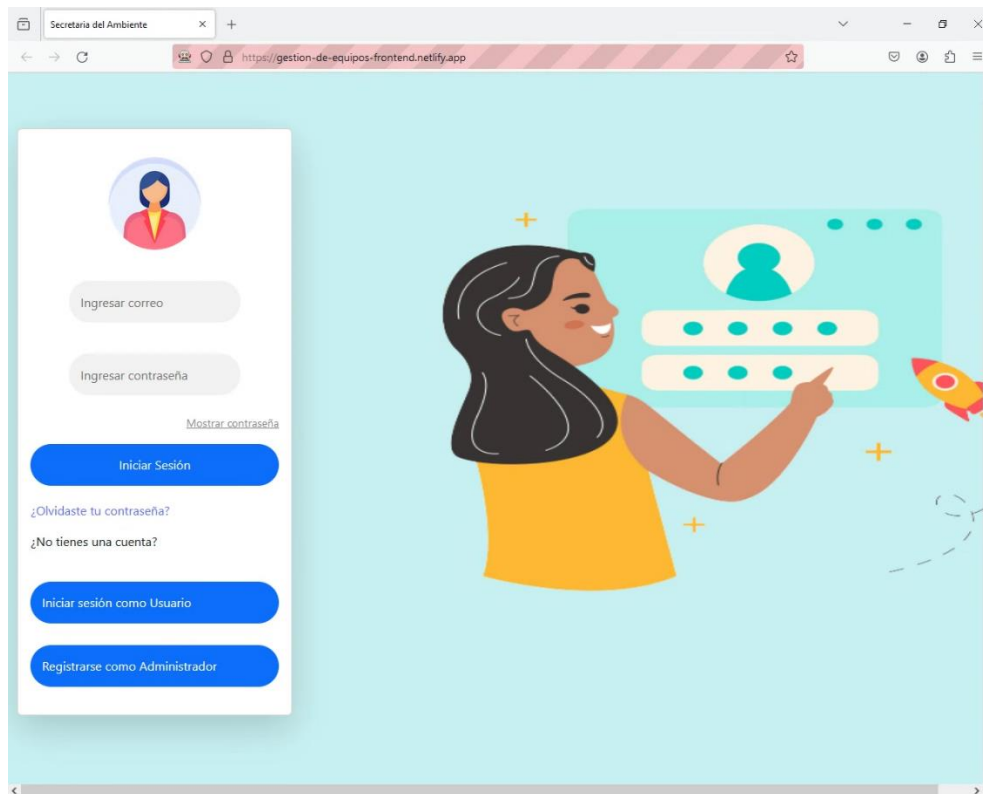 Secretaria del Ambiente
https://gestion-de-equipos-frontend.netlify.app
Ingresar correo
Ingresar contraseña
Mostrar contraseña
Iniciar Sesión
¿Olvidaste tu contraseña?
¿No tienes una cuenta?
Iniciar sesión como Usuario
Registrarse como Administrador